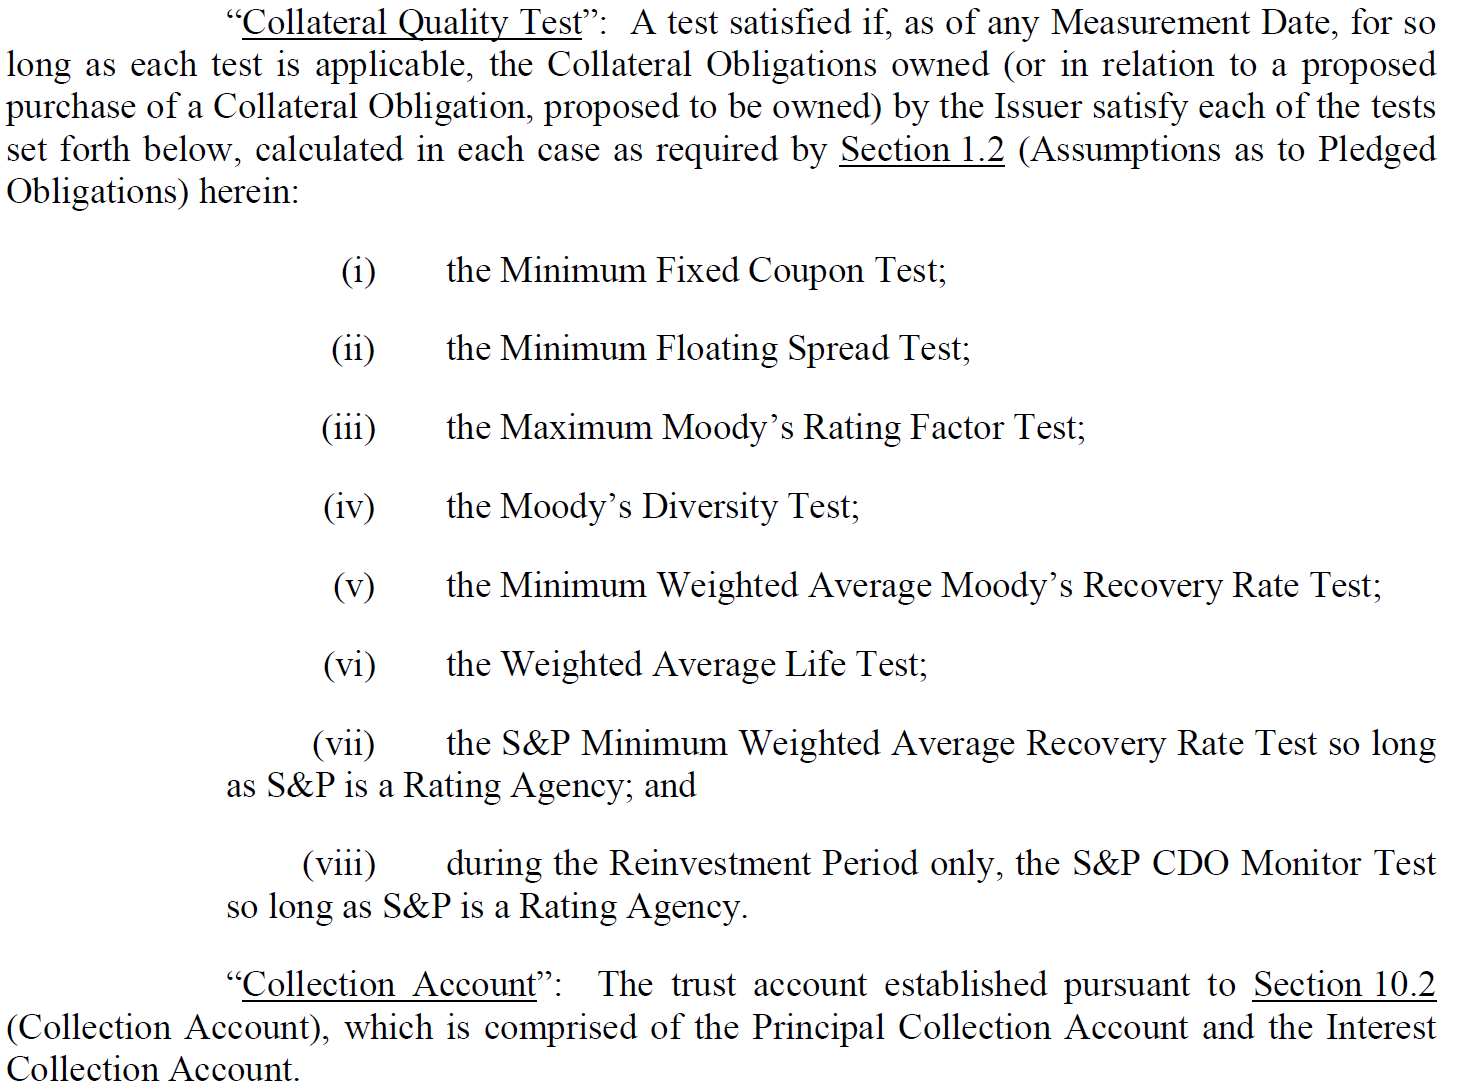 “Collateral Quality Test”: A test satisfied if, as of any Measurement Date, for so
long as each test is applicable, the Collateral Obligations owned (or in relation to a proposed
purchase of a Collateral Obligation, proposed to be owned) by the Issuer satisfy each of the tests
set forth below, calculated in each case as required by Section 1.2 (Assumptions as to Pledged
Obligations) herein:
(i) the Minimum Fixed Coupon Test;
(ii) the Minimum Floating Spread Test;
(iii) the Maximum Moody’s Rating Factor Test;
(iv) the Moody’s Diversity Test;
(v) the Minimum Weighted Average Moody’s Recovery Rate Test;
(vi) the Weighted Average Life Test;
(vii) the S&P Minimum Weighted Average Recovery Rate Test so long
as S&P is a Rating Agency; and
(viii) during the Reinvestment Period only, the S&P CDO Monitor Test
so long as S&P is a Rating Agency.
“Collection Account”: The trust account established pursuant to Section 10.2
(Collection Account), which is comprised of the Principal Collection Account and the Interest
Collection Account.